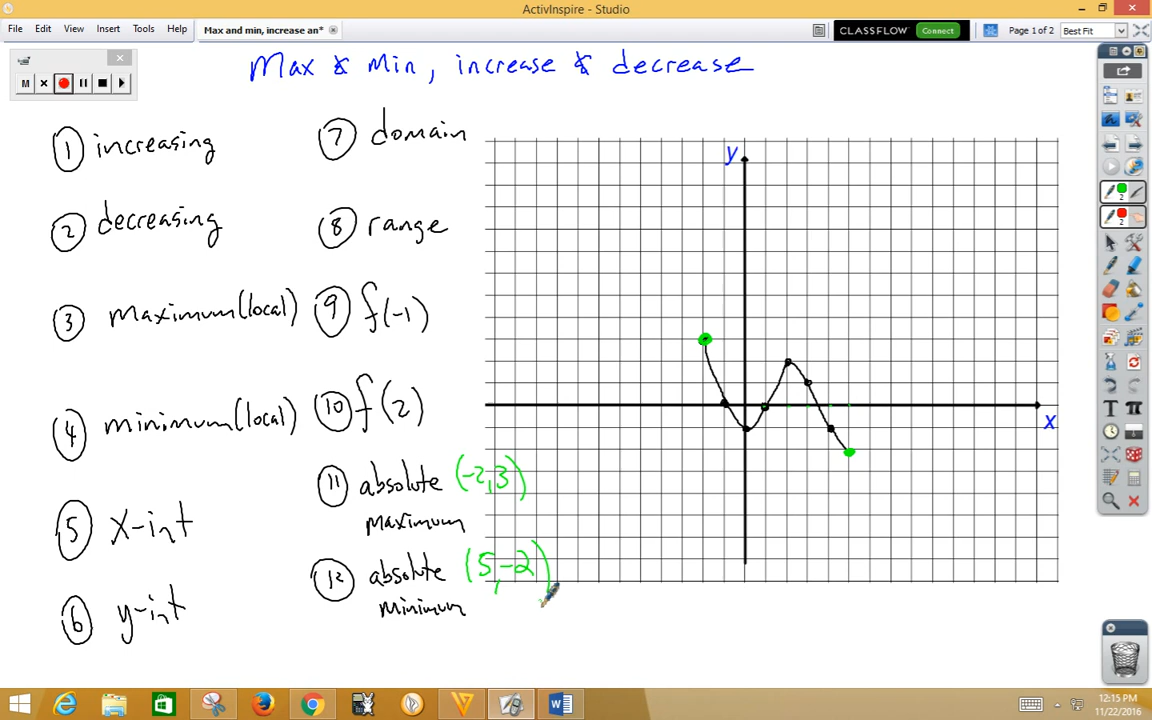 ActivInspire - Studio
File Edit View Insert Tools Help
Max and min, increase an*
CLASSFLOW Connect
Page 1 of 2
Best Fit
M
Max & Min, increase & decrease
1 increasing
2 decreasing
3 maximum(local)
4 minimum(local)
5 x-int
6 y-int
7 domain
8 range
9 f(-1)
10 f(2)
11 absolute (-2,3)
maximum
12 absolute (5,-2)
minimum
y
x
2
2
12:15 PM
11/22/2016